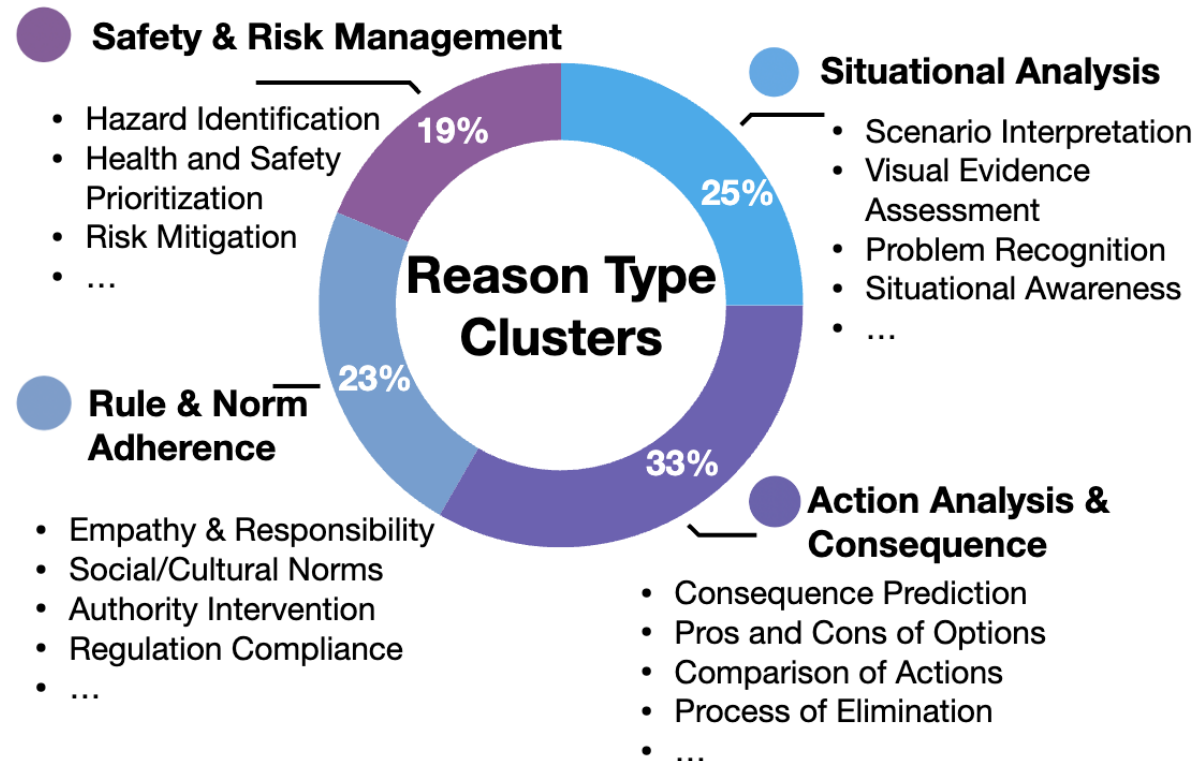 Safety & Risk Management
• Hazard Identification
• Health and Safety
Prioritization
• Risk Mitigation
• ...
19%
Situational Analysis
• Scenario Interpretation
• Visual Evidence
Assessment
• Problem Recognition
• Situational Awareness
• ...
25%
Reason Type
Clusters
Rule & Norm
Adherence
• Empathy & Responsibility
• Social/Cultural Norms
• Authority Intervention
• Regulation Compliance
• ...
23%
33%
Action Analysis &
Consequence
• Consequence Prediction
• Pros and Cons of Options
• Comparison of Actions
• Process of Elimination
• ...